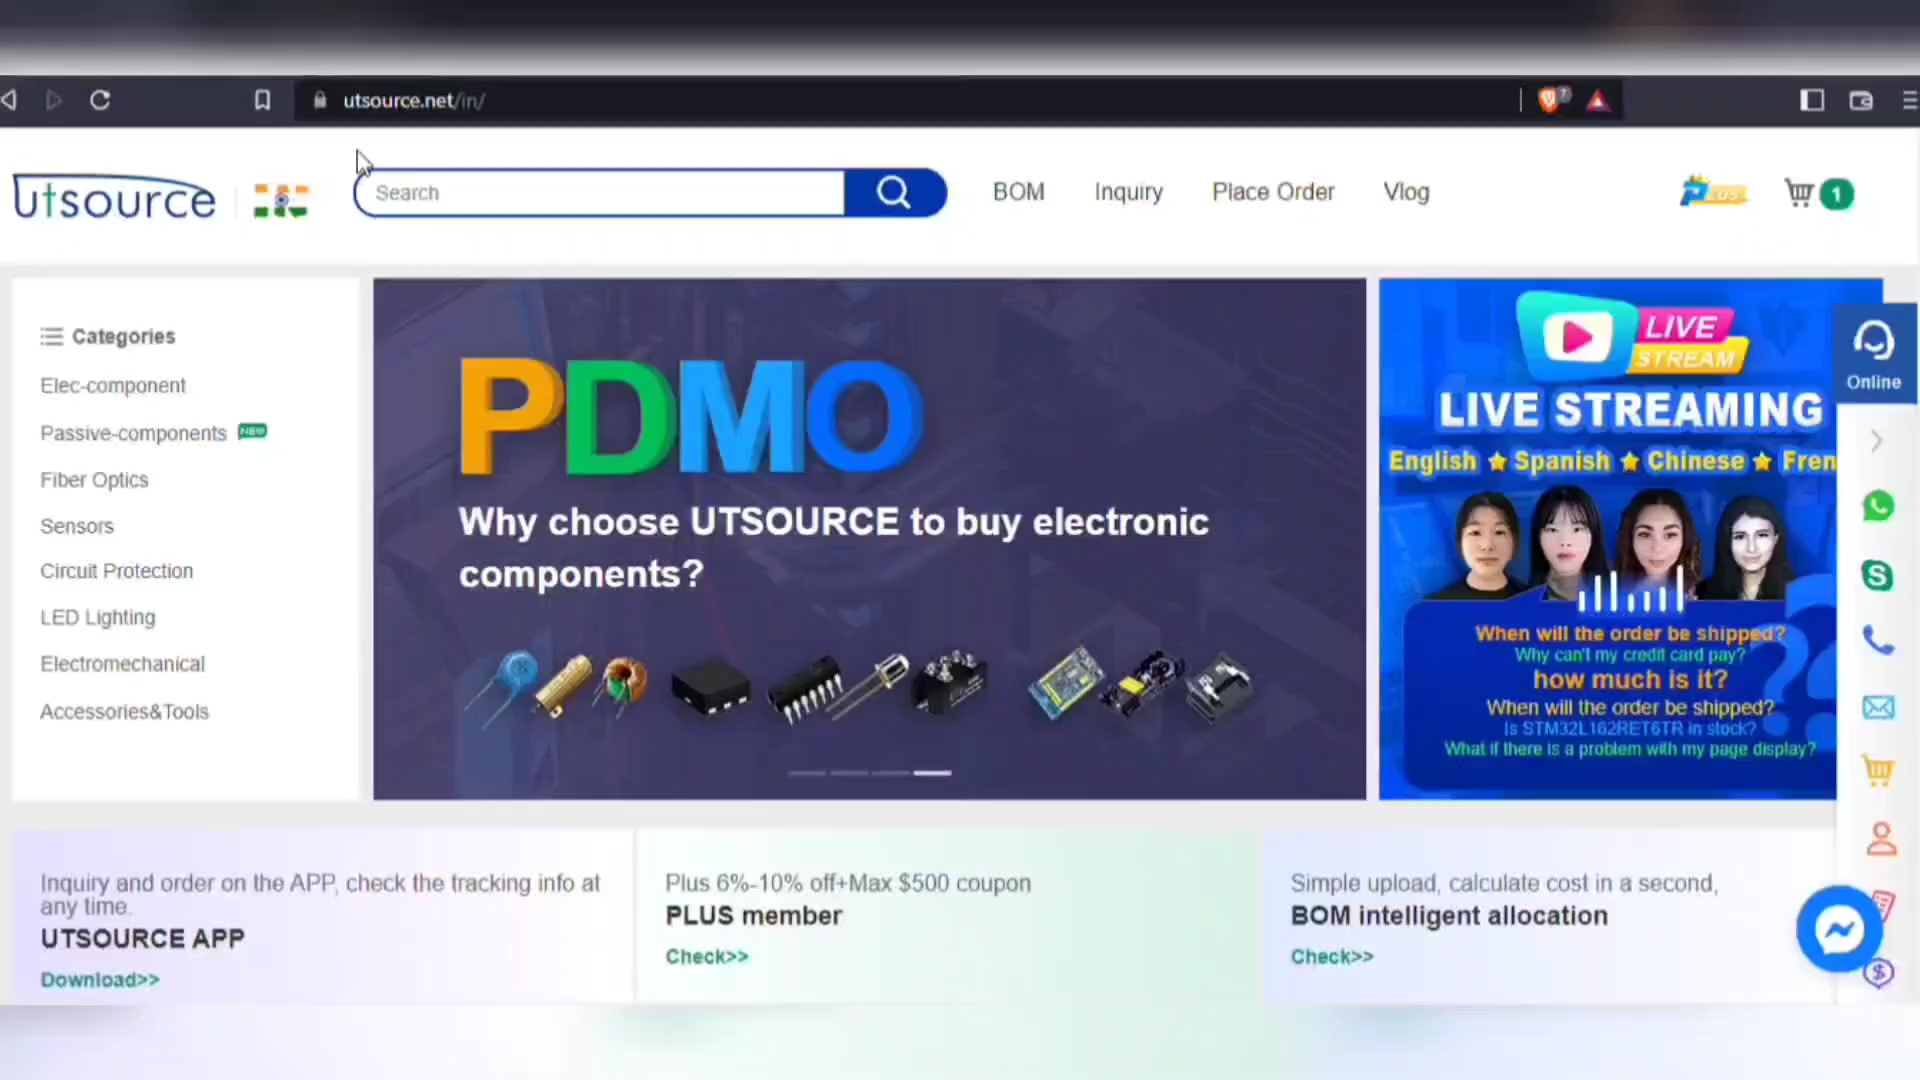 utsource.net/in/
7
utsource
Search
BOM
Inquiry
Place Order
Vlog
PLUS
1
Categories
Elec-component
Passive-components NEW
Fiber Optics
Sensors
Circuit Protection
LED Lighting
Electromechanical
Accessories&Tools
PDMO
Why choose UTSOURCE to buy electronic
components?
LIVE
STREAM
LIVE STREAMING
English ★ Spanish ★ Chinese ★ Fren
When will the order be shipped?
Why can't my credit card pay?
how much is it?
When will the order be shipped?
Is STM32L162RET6TR in stock?
What if there is a problem with my page display?
Online
Inquiry and order on the APP, check the tracking info at
any time.
UTSOURCE APP
Download>>
Plus 6%-10% off+Max $500 coupon
PLUS member
Check>>
Simple upload, calculate cost in a second,
BOM intelligent allocation
Check>>